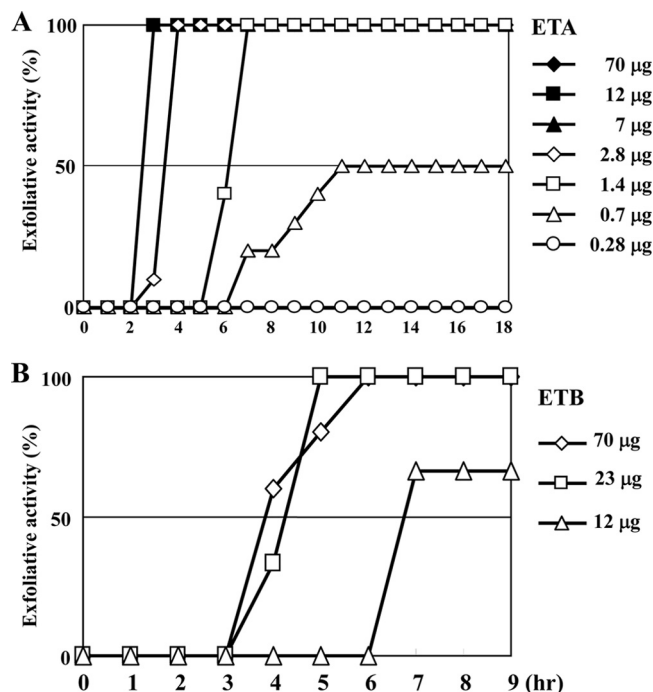 A
Exfoliative activity (%)
100
50
0
0 2 4 6 8 10 12 14 16 18
ETA
70 µg
12 µg
7 µg
2.8 µg
1.4 µg
0.7 µg
0.28 µg
B
Exfoliative activity (%)
100
50
0
0 1 2 3 4 5 6 7 8 9 (hr)
ETB
70 µg
23 µg
12 µg